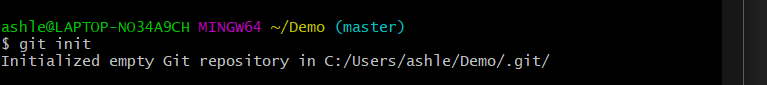 ashle@LAPTOP-NO34A9CH MINGW64 ~/Demo (master)
$ git init
Initialized empty Git repository in C:/Users/ashle/Demo/.git/